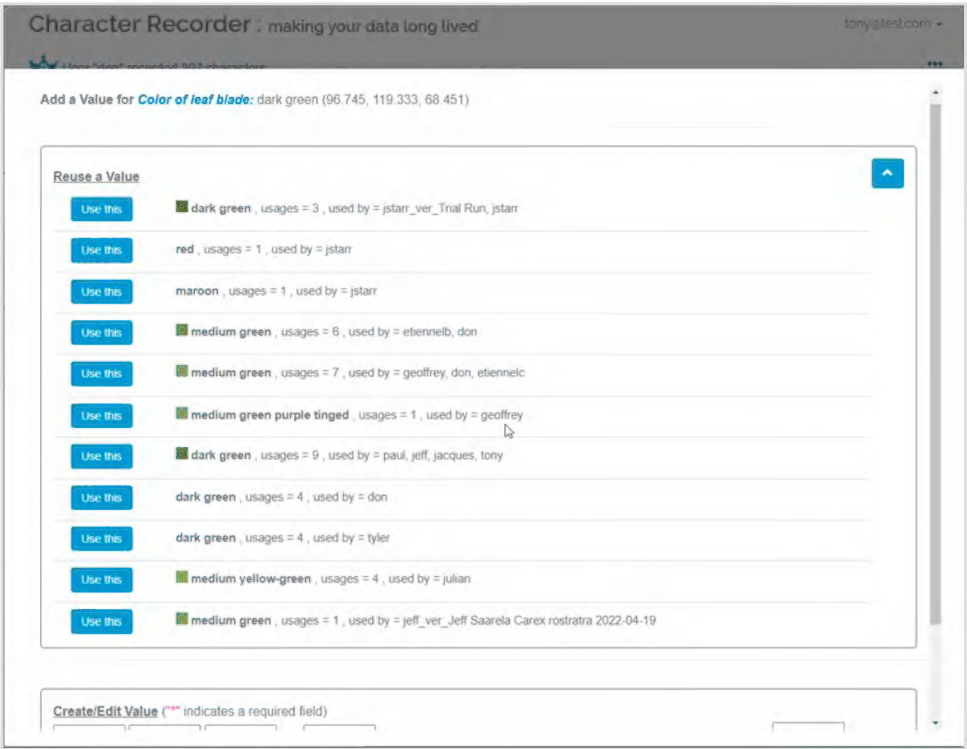 Character Recorder : making your data long lived
tony@test.com
User "don" recorded 393 characters
Add a Value for Color of leaf blade: dark green (96.745, 119.333, 68.451)
Reuse a Value
Use this dark green , usages = 3 , used by = jstarr_ver_Trial Run, jstarr
Use this red , usages = 1 , used by = jstarr
Use this maroon , usages = 1 , used by = jstarr
Use this medium green , usages = 6 , used by = etiennelb, don
Use this medium green , usages = 7 , used by = geoffrey, don, etiennelc
Use this medium green purple tinged , usages = 1 , used by = geoffrey
Use this dark green , usages = 9 , used by = paul, jeff, jacques, tony
Use this dark green , usages = 4 , used by = don
Use this dark green , usages = 4 , used by = tyler
Use this medium yellow-green , usages = 4 , used by = julian
Use this medium green , usages = 1 , used by = jeff_ver_Jeff Saarela Carex rostratra 2022-04-19
Create/Edit Value ("*" indicates a required field)